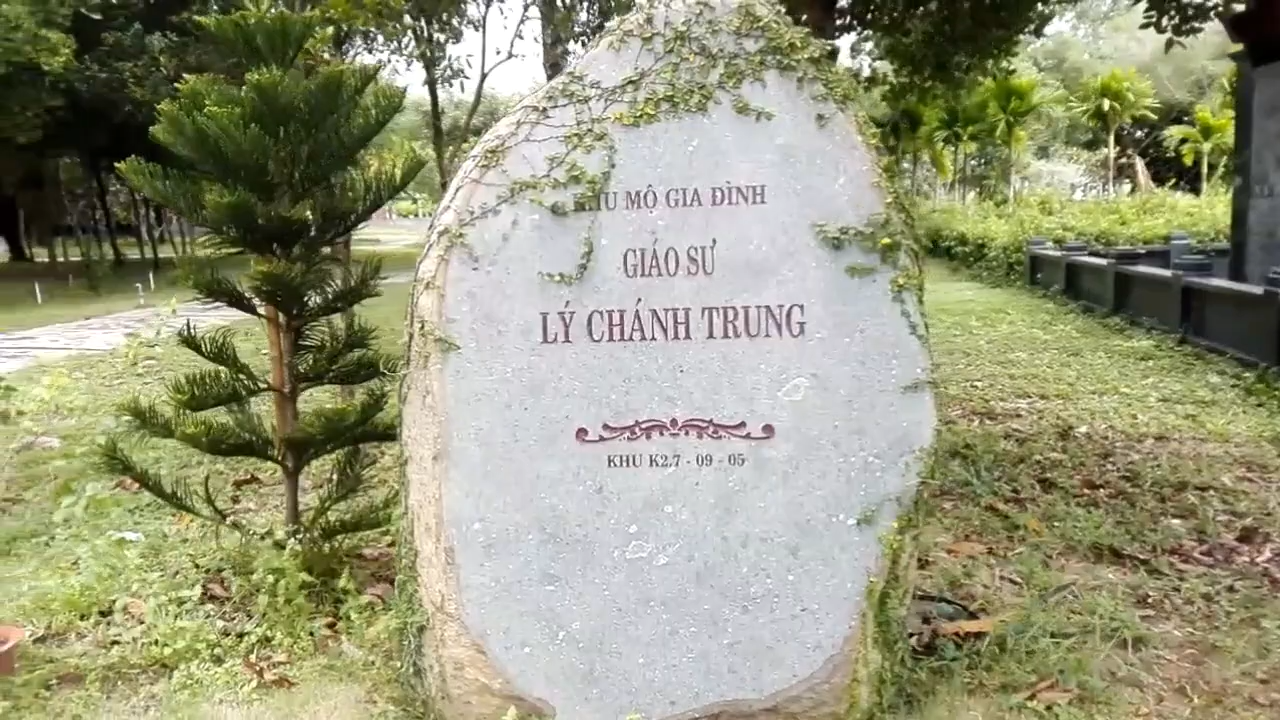 KHU MỘ GIA ĐÌNH
GIÁO SƯ
LÝ CHÁNH TRUNG
KHU K2.7 - 09 - 05